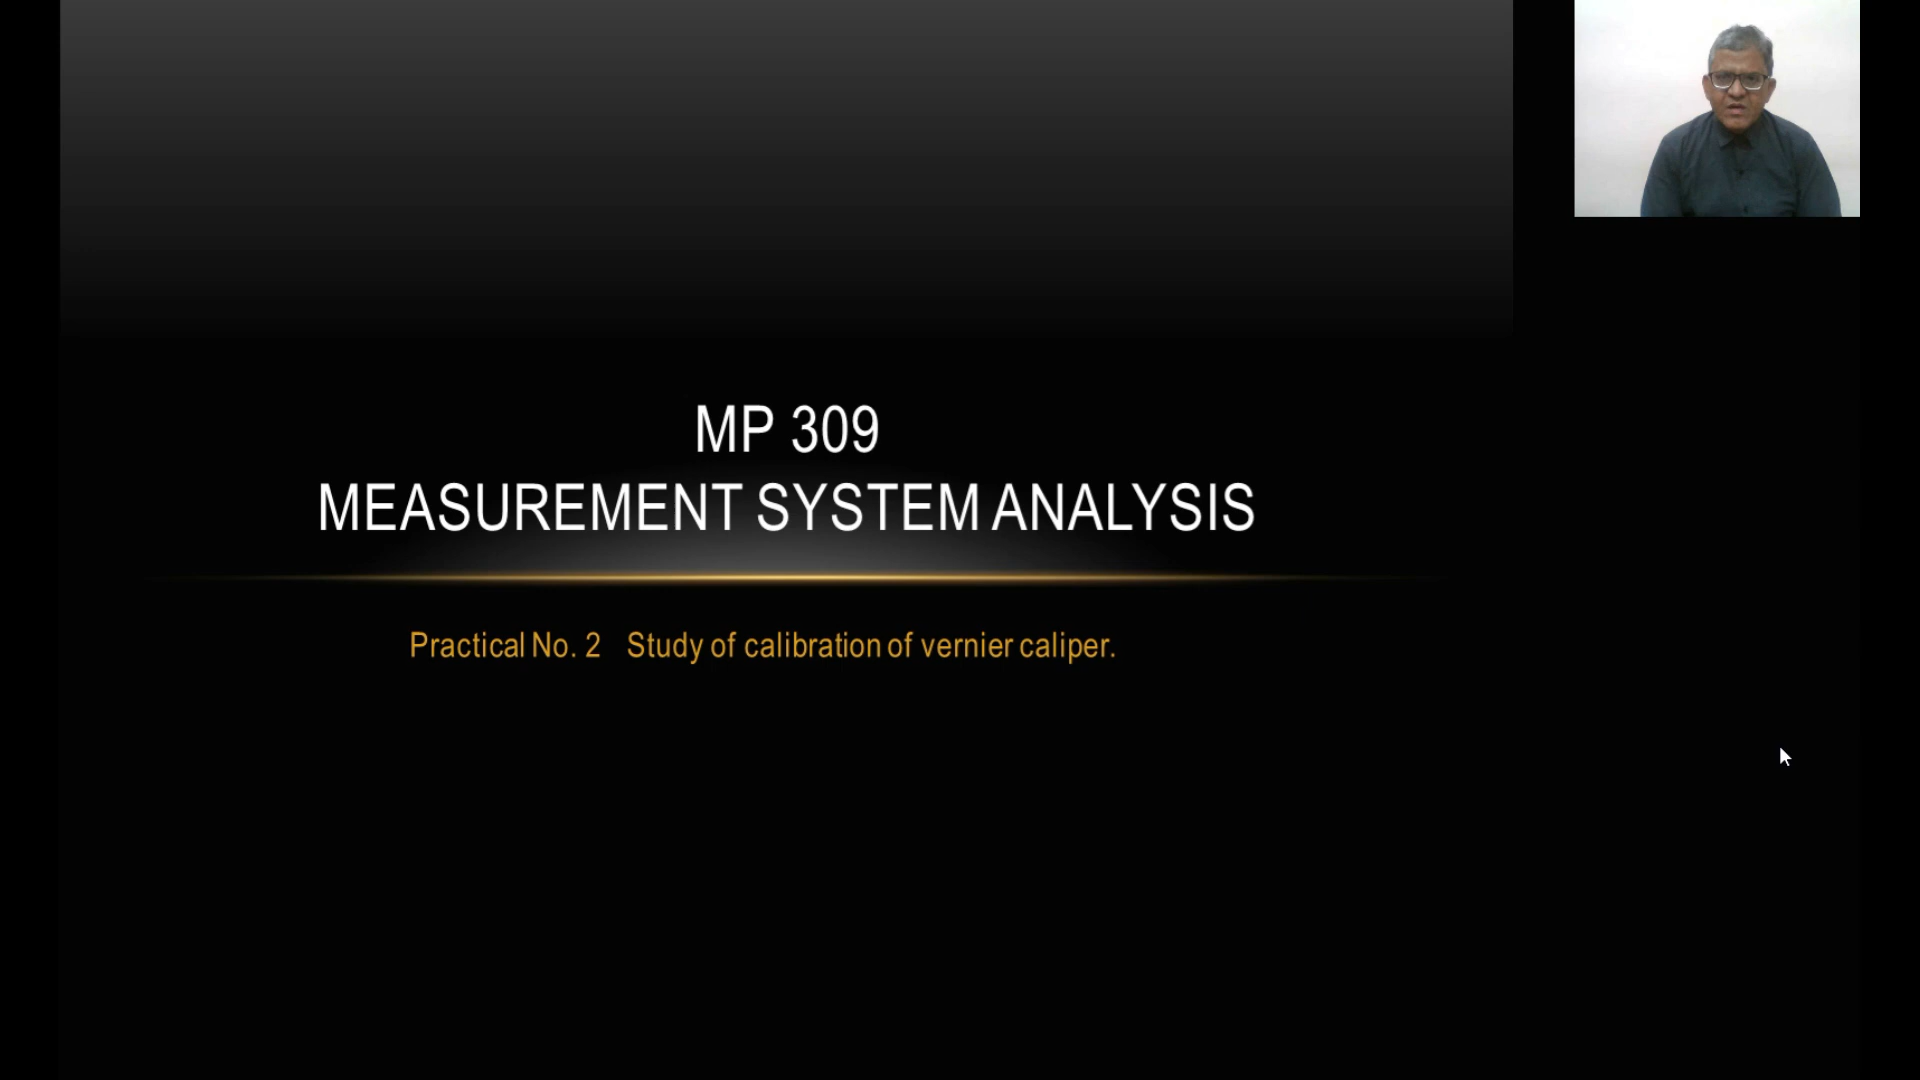 MP 309
MEASUREMENT SYSTEM ANALYSIS
Practical No. 2 Study of calibration of vernier caliper.